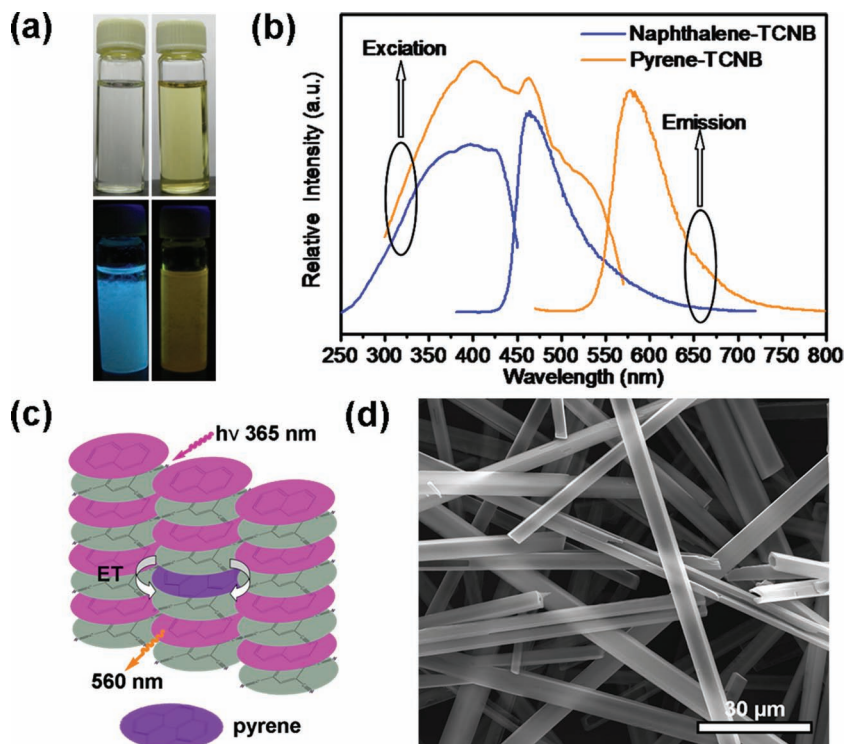 (a)
(b)
Naphthalene-TCNB
Pyrene-TCNB
Exciation
Emission
Relative Intensity (a.u.)
250 300 350 400 450 500 550 600 650 700 750 800
Wavelength (nm)
(c)
hν 365 nm
ET
560 nm
pyrene
(d)
30 µm